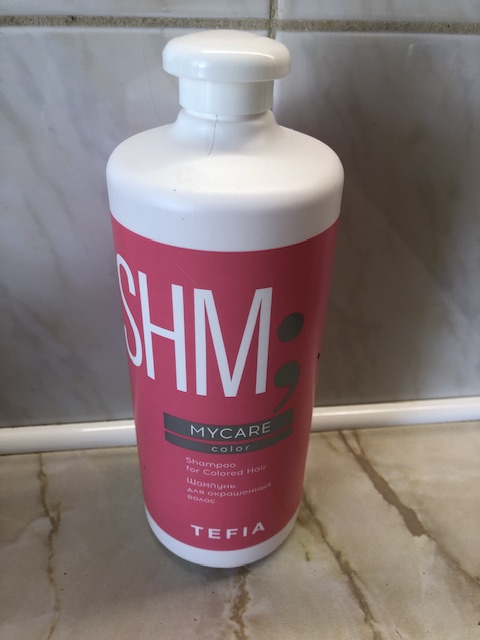 SHM;
MYCARE
color
Shampoo
for Colored Hair
Шампунь
для окрашенных
волос
TEFIA